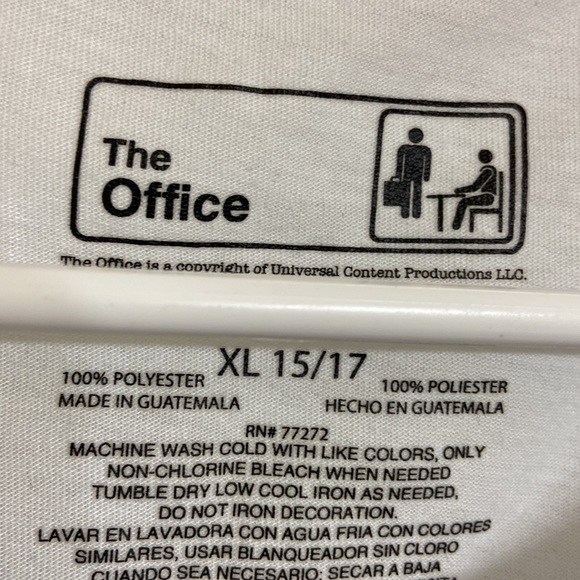 The
Office
The Office is a copyright of Universal Content Productions LLC.
XL 15/17
100% POLYESTER 100% POLIESTER
MADE IN GUATEMALA HECHO EN GUATEMALA
RN# 77272
MACHINE WASH COLD WITH LIKE COLORS, ONLY
NON-CHLORINE BLEACH WHEN NEEDED
TUMBLE DRY LOW COOL IRON AS NEEDED,
DO NOT IRON DECORATION.
LAVAR EN LAVADORA CON AGUA FRIA CON COLORES
SIMILARES, USAR BLANQUEADOR SIN CLORO
CUANDO SEA NECESARIO: SECAR A BAJA